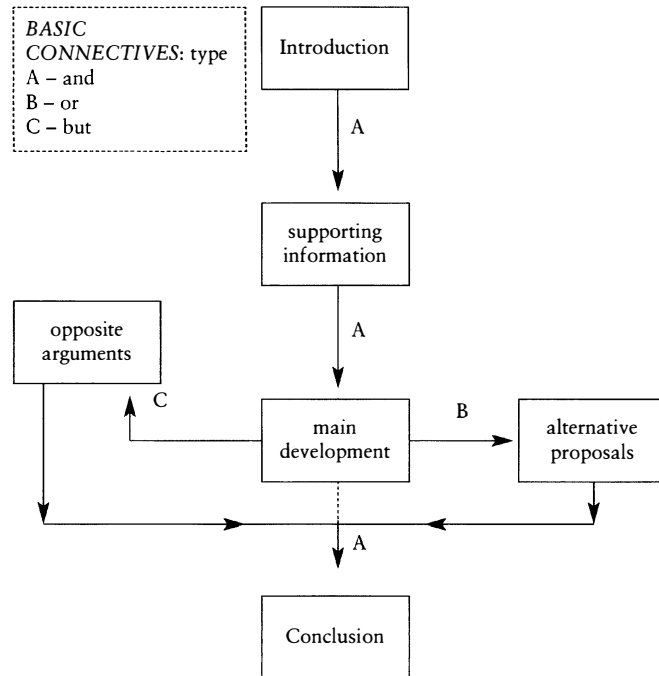 BASIC
CONNECTIVES: type
A – and
B – or
C – but
Introduction
A
supporting
information
A
opposite
arguments
C
main
development
B
alternative
proposals
A
Conclusion